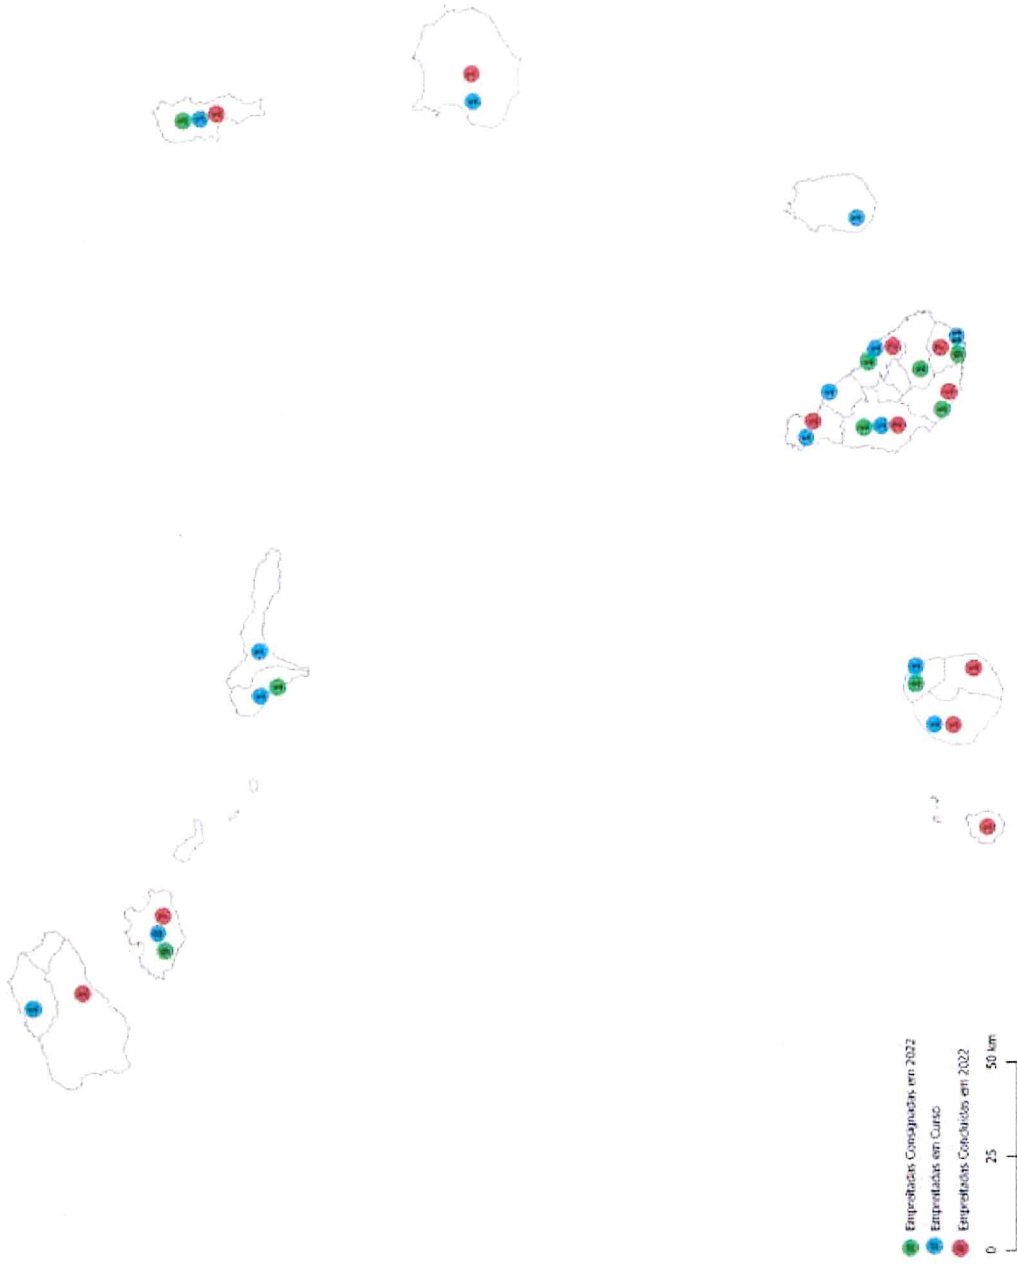 Empreitadas Consignadas em 2022
Empreitadas em Curso
Empreitadas Concluídas em 2022
0 25 50 km